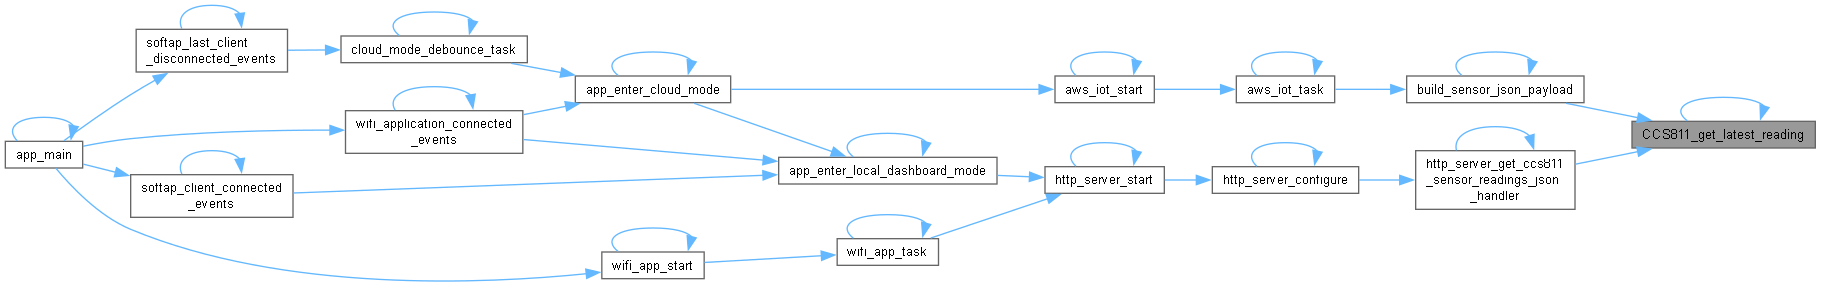 softap_last_client
_disconnected_events
cloud_mode_debounce_task
app_enter_cloud_mode
aws_iot_start
aws_iot_task
build_sensor_json_payload
wifi_application_connected
_events
CCS811_get_latest_reading
app_main
app_enter_local_dashboard_mode
http_server_start
http_server_configure
http_server_get_ccs811
_sensor_readings_json
_handler
softap_client_connected
_events
wifi_app_task
wifi_app_start